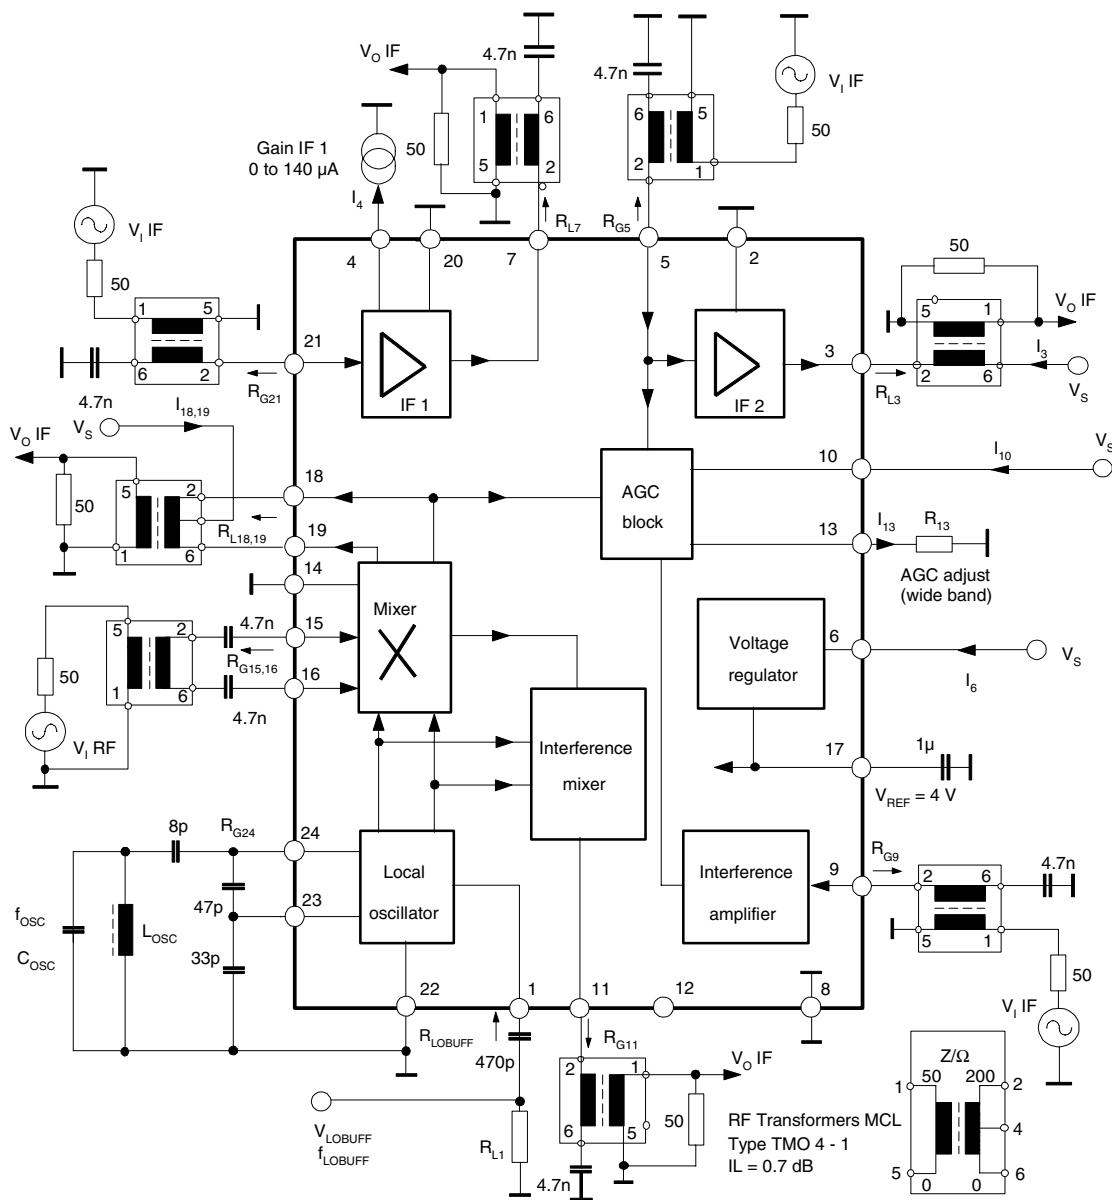 V_O IF
4.7n
4.7n
V_I IF
50
1
6
5
2
50
6
5
2
1
Gain IF 1
0 to 140 µA
I_4
R_L7
R_G5
V_I IF
50
4
20
7
5
2
50
V_O IF
5
1
2
6
I_3
V_S
1
5
6
2
4.7n
R_G21
21
IF 1
IF 2
3
R_L3
I_18,19
V_S
V_O IF
50
5
2
1
6
R_L18,19
18
19
14
AGC
block
10
I_10
V_S
13
I_13
R_13
AGC adjust
(wide band)
50
V_I RF
5
2
1
6
4.7n
R_G15,16
4.7n
15
16
Mixer
Voltage
regulator
6
I_6
V_S
Interference
mixer
17
1µ
V_REF = 4 V
8p
R_G24
24
23
47p
33p
f_OSC
C_OSC
L_OSC
Local
oscillator
Interference
amplifier
9
R_G9
2
6
5
1
4.7n
50
V_I IF
22
1
11
12
8
R_LOBUFF
470p
R_G11
V_LOBUFF
f_LOBUFF
R_L1
2
1
6
5
4.7n
V_O IF
50
RF Transformers MCL
Type TMO 4 - 1
IL = 0.7 dB
Z/Ω
50
200
1
2
4
5
6
0
0